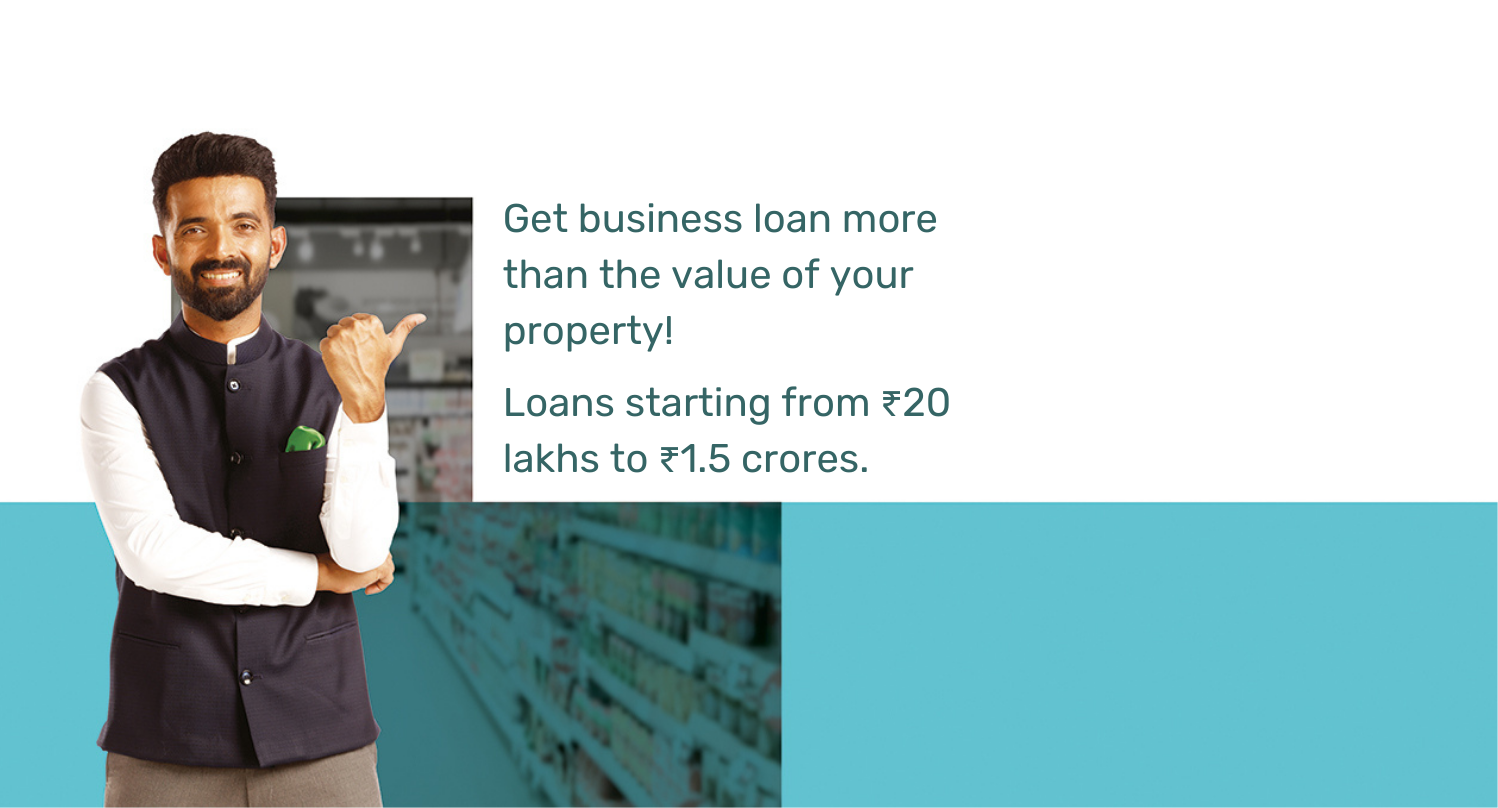 Get business loan more
than the value of your
property!
Loans starting from ₹20
lakhs to ₹1.5 crores.